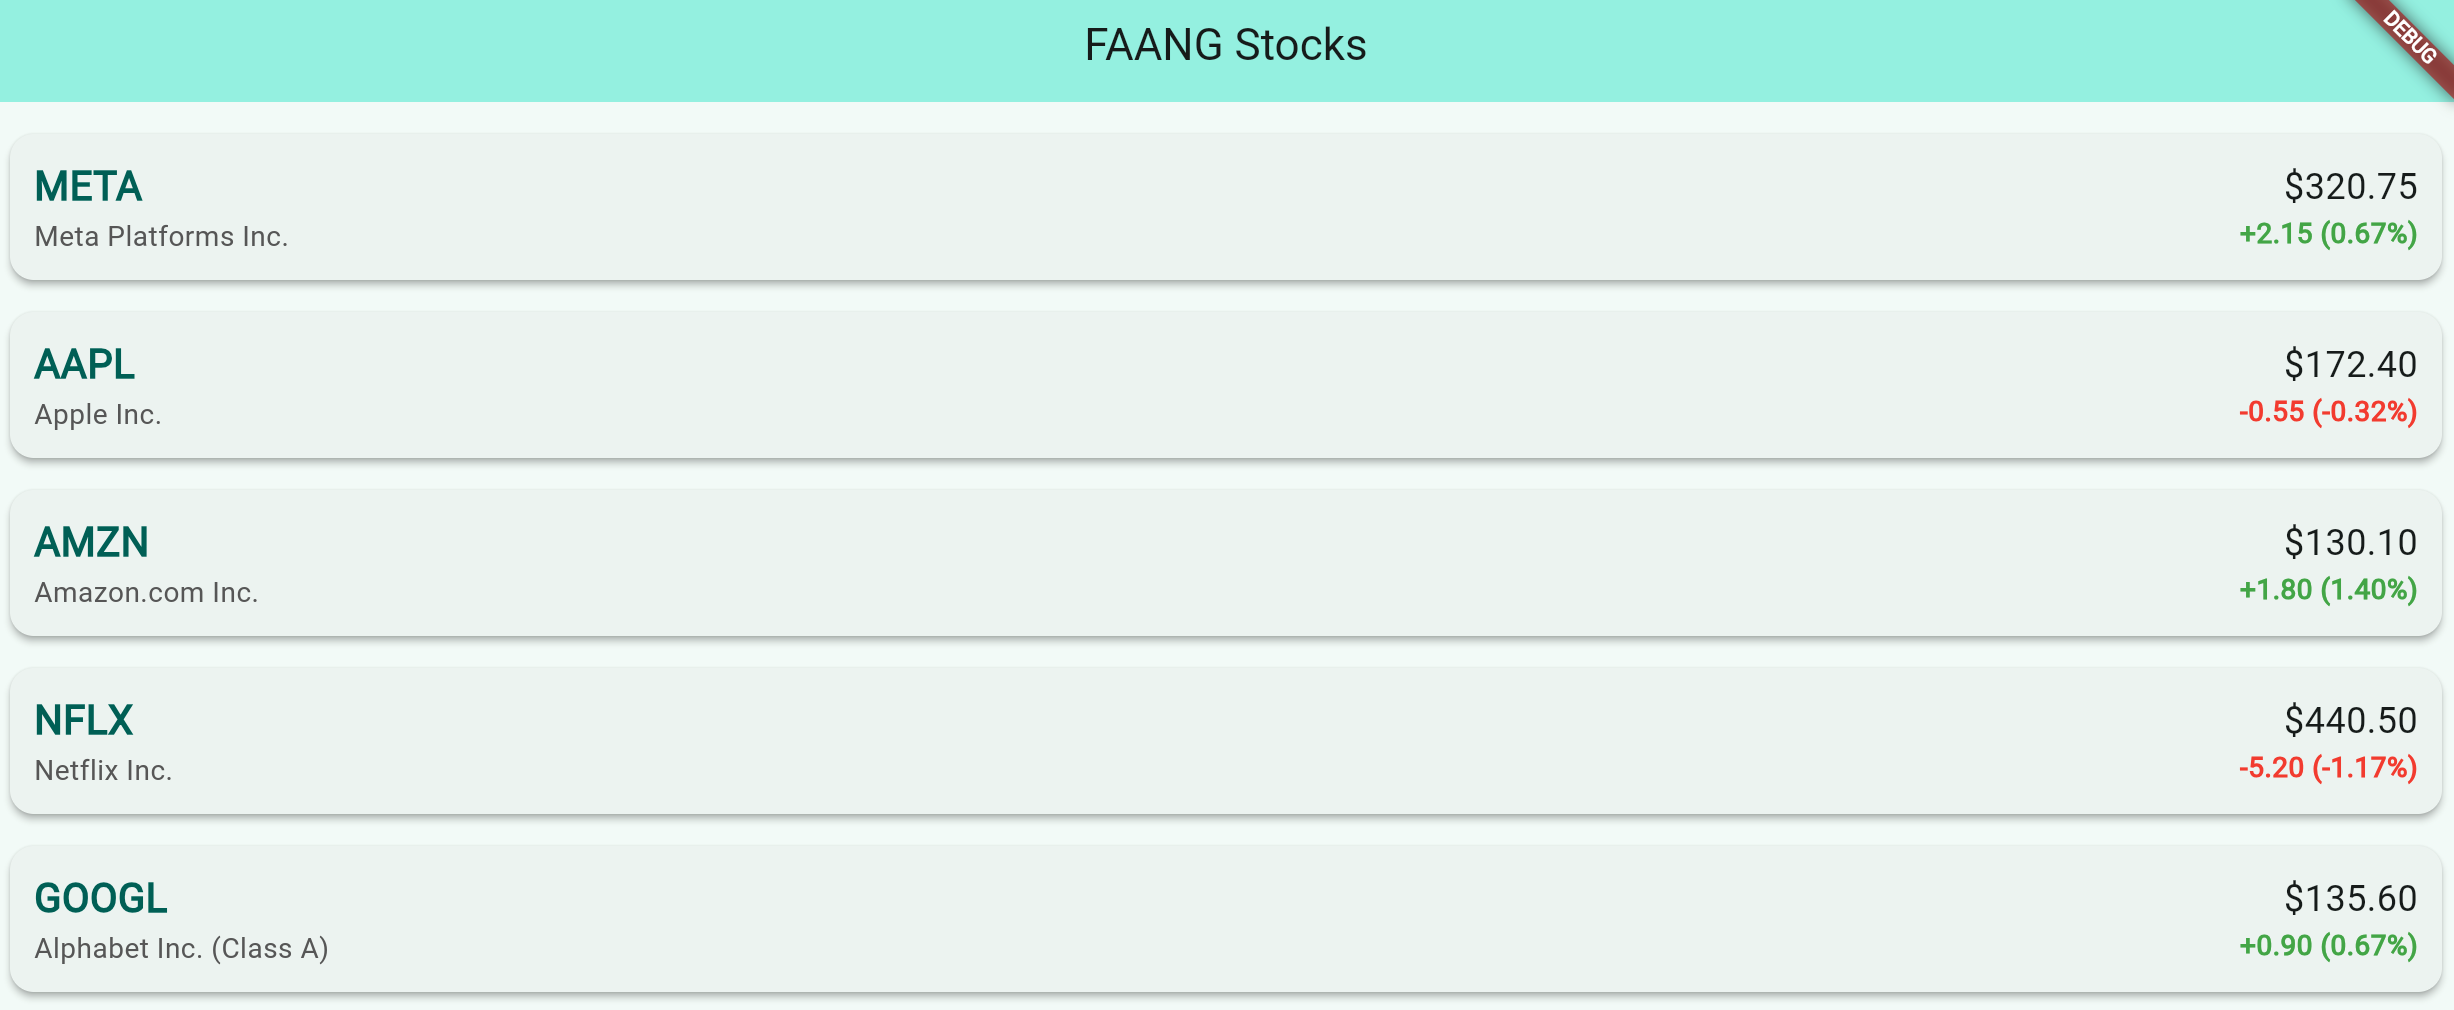 FAANG Stocks
DEBUG
META
$320.75
Meta Platforms Inc.
+2.15 (0.67%)
AAPL
$172.40
Apple Inc.
-0.55 (-0.32%)
AMZN
$130.10
Amazon.com Inc.
+1.80 (1.40%)
NFLX
$440.50
Netflix Inc.
-5.20 (-1.17%)
GOOGL
$135.60
Alphabet Inc. (Class A)
+0.90 (0.67%)